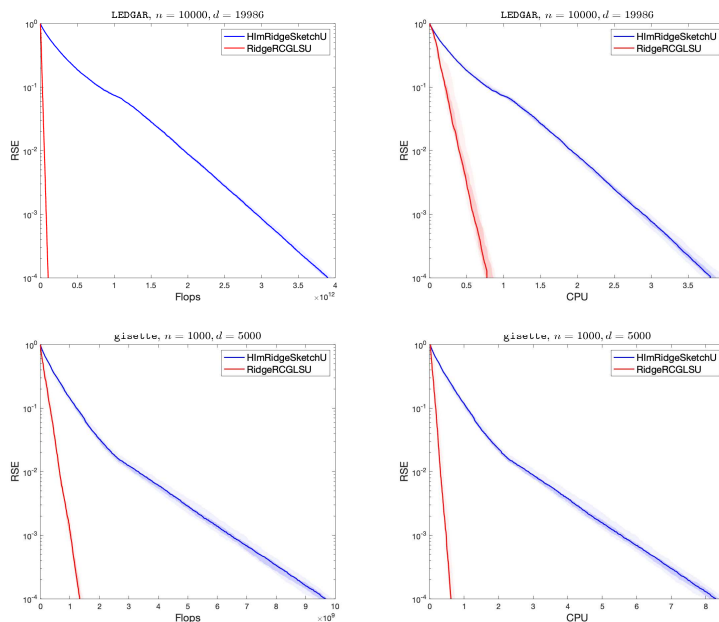 LEDGAR, n = 10000, d = 19986
HImRidgeSketchU
RidgeRCGLSU
RSE
10^0
10^-1
10^-2
10^-3
10^-4
0 0.5 1 1.5 2 2.5 3 3.5 4
Flops ×10^12
LEDGAR, n = 10000, d = 19986
HImRidgeSketchU
RidgeRCGLSU
RSE
10^0
10^-1
10^-2
10^-3
10^-4
0 0.5 1 1.5 2 2.5 3 3.5
CPU
gisette, n = 1000, d = 5000
HImRidgeSketchU
RidgeRCGLSU
RSE
10^0
10^-1
10^-2
10^-3
10^-4
0 1 2 3 4 5 6 7 8 9 10
Flops ×10^9
gisette, n = 1000, d = 5000
HImRidgeSketchU
RidgeRCGLSU
RSE
10^0
10^-1
10^-2
10^-3
10^-4
0 1 2 3 4 5 6 7 8
CPU